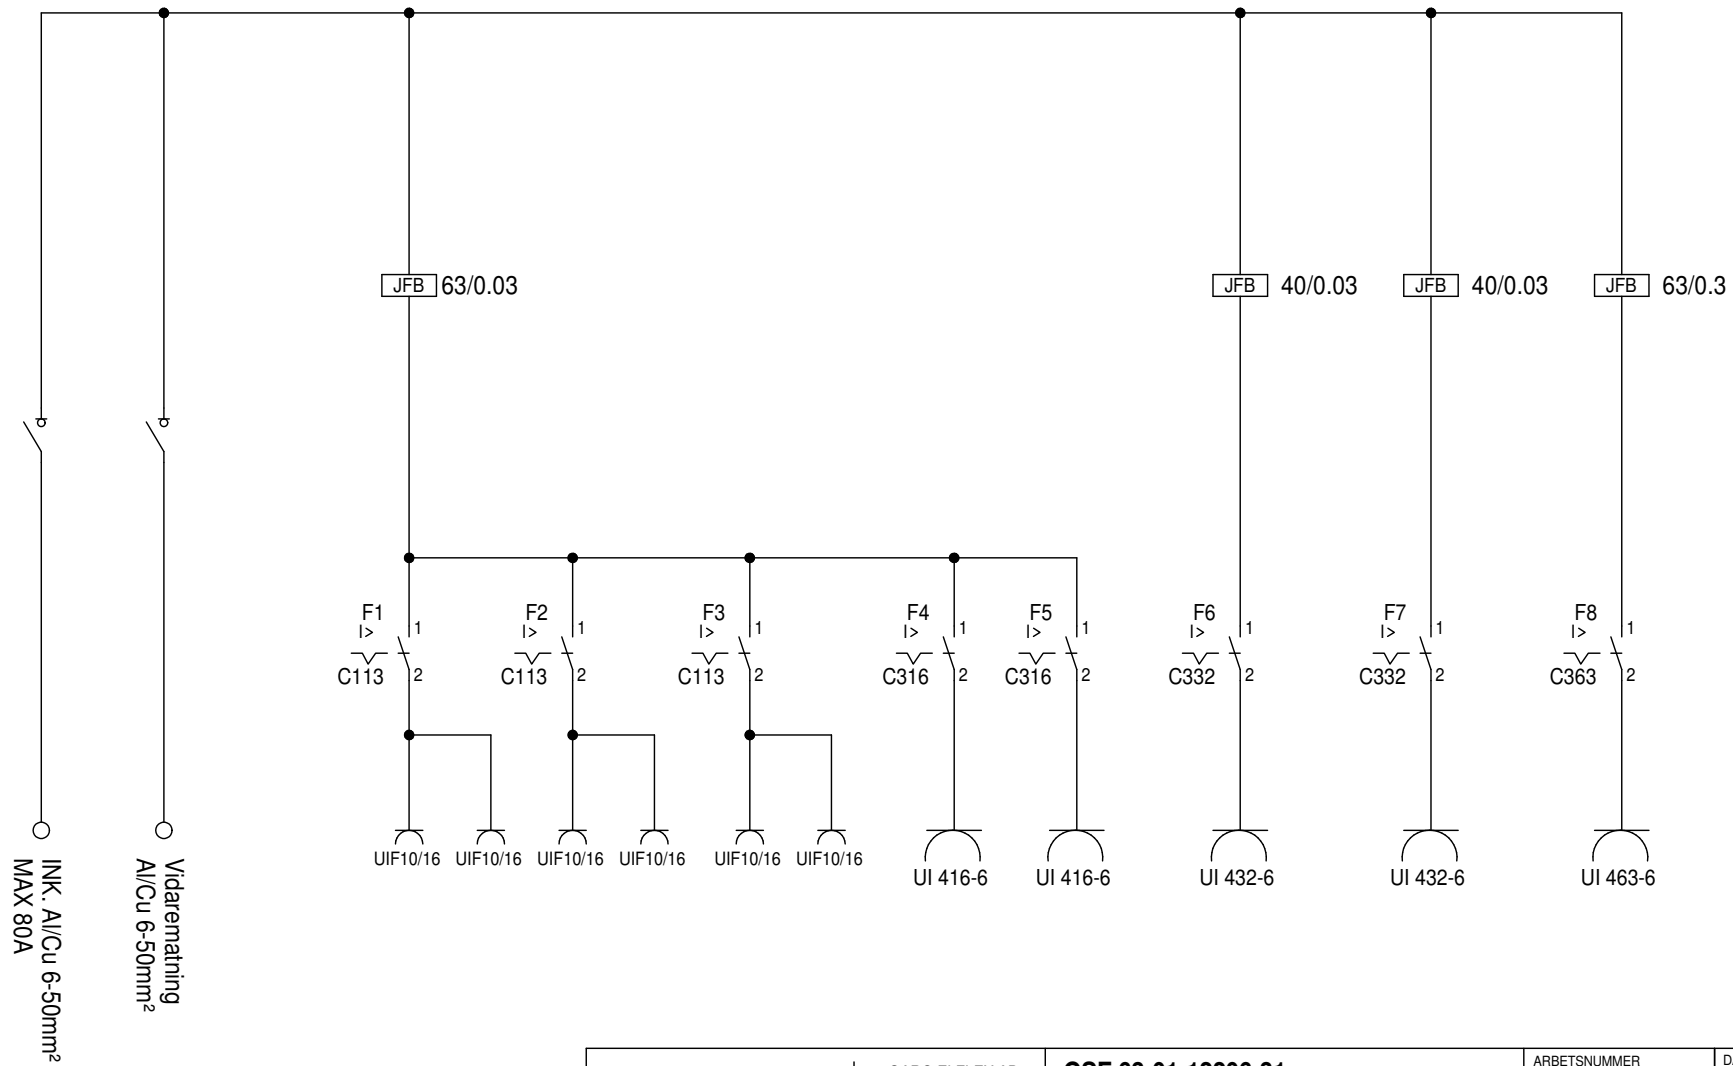 JFB 63/0.03
JFB 40/0.03
JFB 40/0.03
JFB 63/0.3
F1
I>
1
C113
2
F2
I>
1
C113
2
F3
I>
1
C113
2
F4
I>
1
C316
2
F5
I>
1
C316
2
F6
I>
1
C332
2
F7
I>
1
C332
2
F8
I>
1
C363
2
UIF10/16
UIF10/16
UIF10/16
UIF10/16
UIF10/16
UIF10/16
UI 416-6
UI 416-6
UI 432-6
UI 432-6
UI 463-6
INK. Al/Cu 6-50mm²
MAX 80A
Vidarematning
Al/Cu 6-50mm²
ARBETSNUMMER